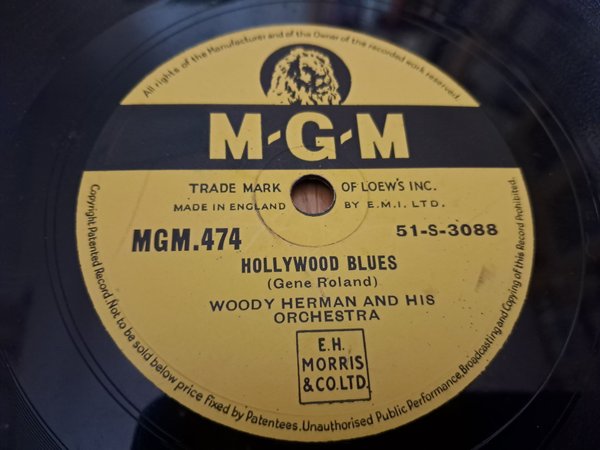 All rights of the Manufacturer and of the Owner of the recorded work reserved.
M-G-M
TRADE MARK OF LOEW'S INC.
MADE IN ENGLAND BY E.M.I. LTD.
MGM.474 51-S-3088
HOLLYWOOD BLUES
(Gene Roland)
WOODY HERMAN AND HIS
ORCHESTRA
E.H.
MORRIS
& CO.LTD.
Copyright Patented Record. Not to be sold below price fixed by Patentees. Unauthorised Public Performance, Broadcasting and Copying of this Record Prohibited.